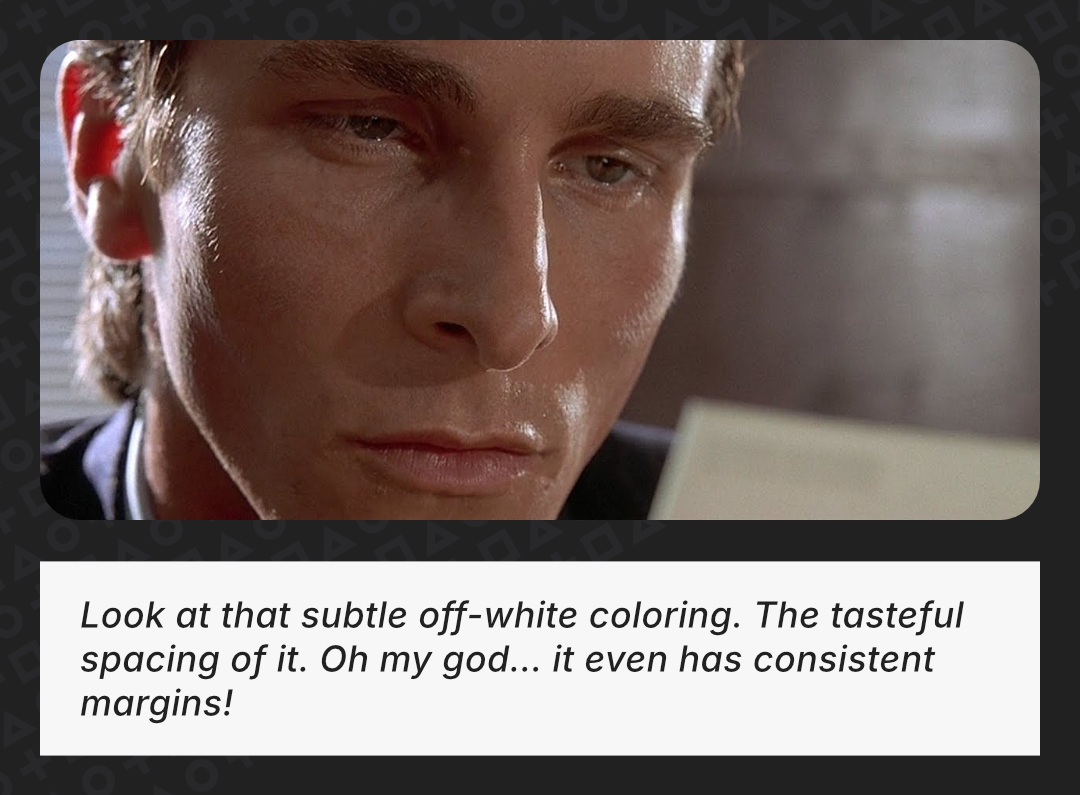 Look at that subtle off-white coloring. The tasteful
spacing of it. Oh my god... it even has consistent
margins!